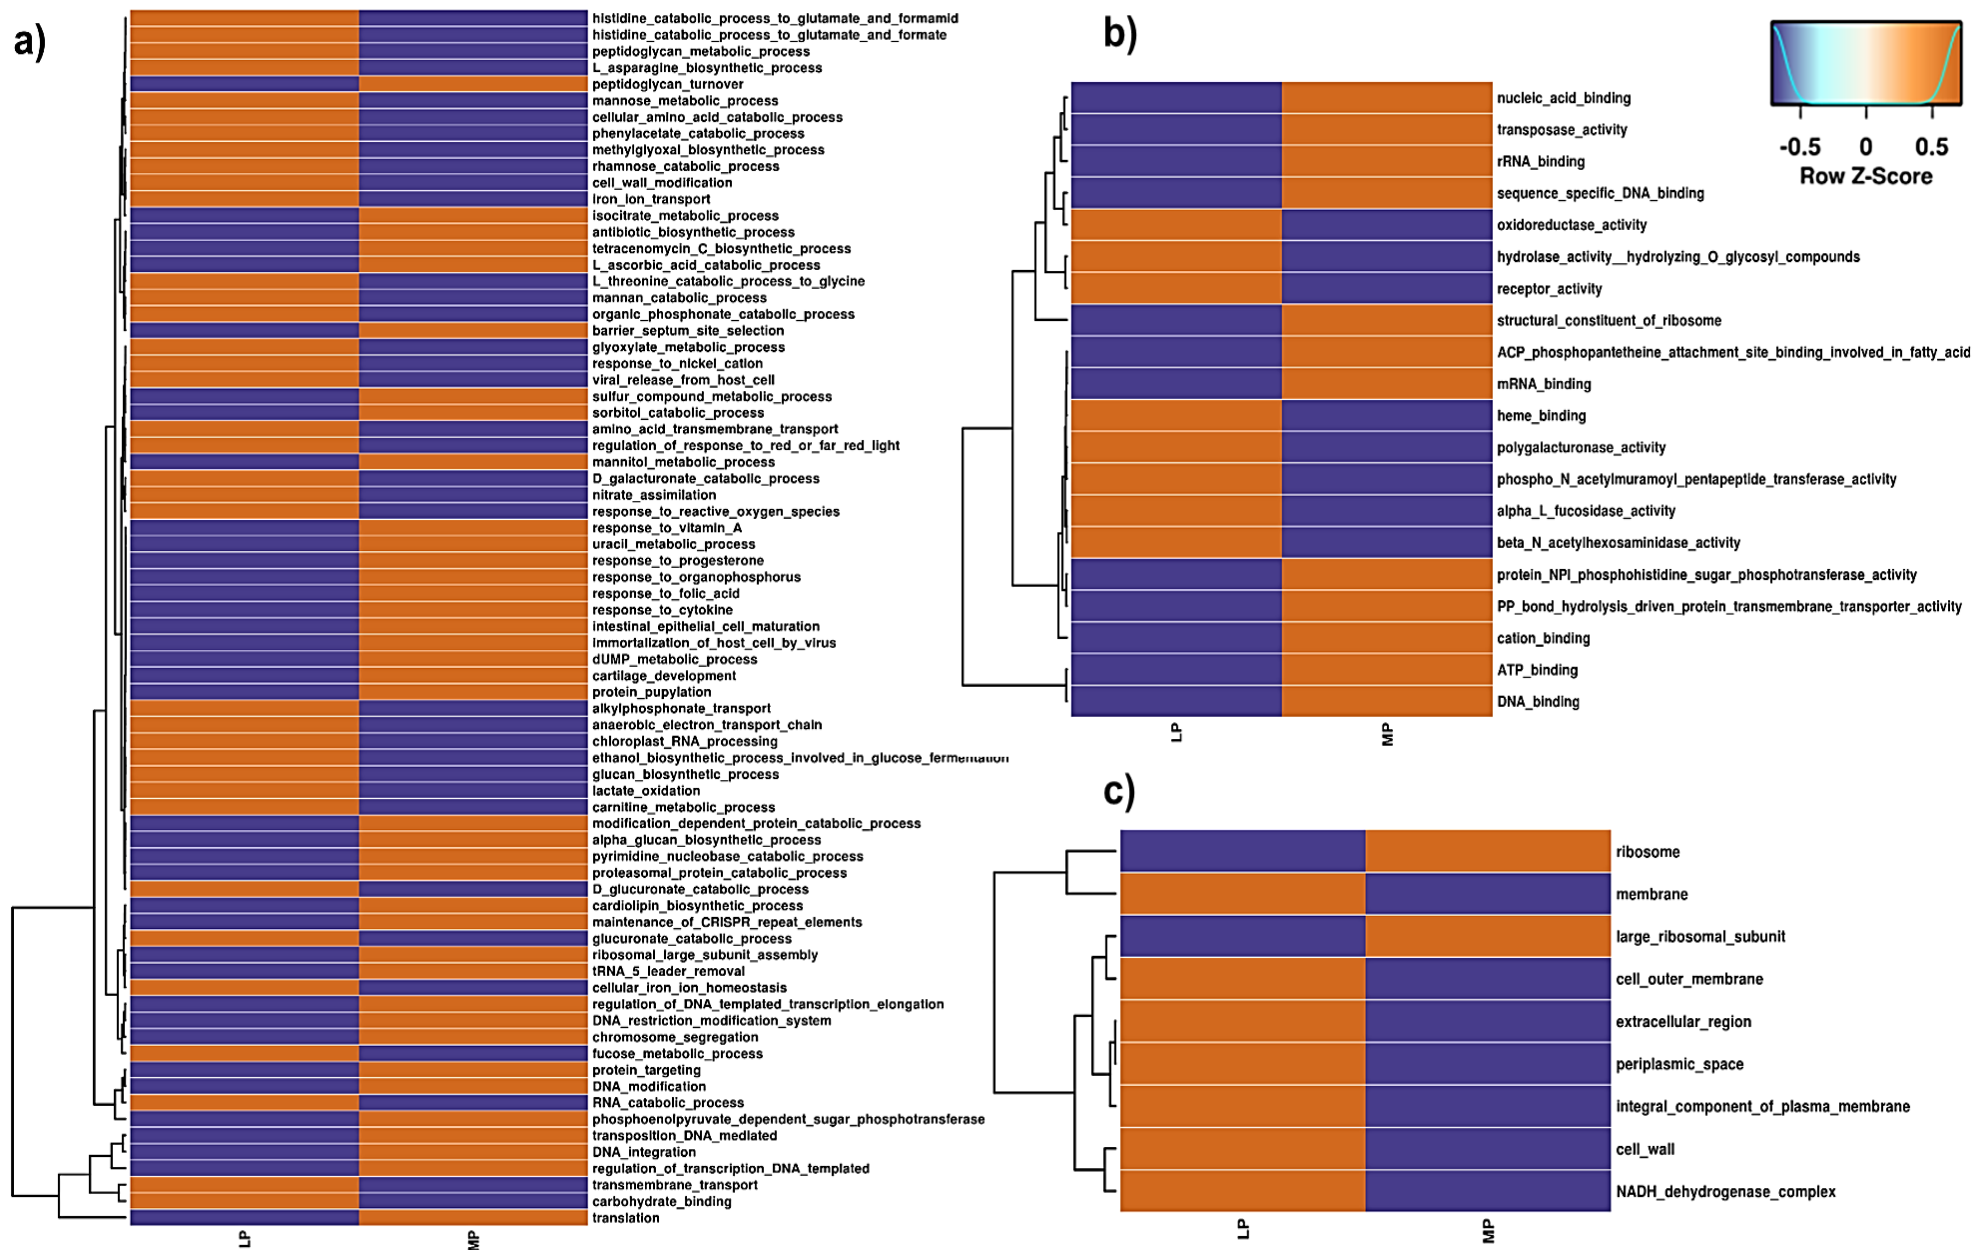 a)
histidine_catabolic_process_to_glutamate_and_formamid
histidine_catabolic_process_to_glutamate_and_formate
peptidoglycan_metabolic_process
L_asparagine_biosynthetic_process
peptidoglycan_turnover
mannose_metabolic_process
cellular_amino_acid_catabolic_process
phenylacetate_catabolic_process
methylglyoxal_biosynthetic_process
rhamnose_catabolic_process
cell_wall_modification
iron_ion_transport
isocitrate_metabolic_process
antibiotic_biosynthetic_process
tetracenomycin_C_biosynthetic_process
L_ascorbic_acid_catabolic_process
L_threonine_catabolic_process_to_glycine
mannan_catabolic_process
organic_phosphonate_catabolic_process
barrier_septum_site_selection
glyoxylate_metabolic_process
response_to_nickel_cation
viral_release_from_host_cell
sulfur_compound_metabolic_process
sorbitol_catabolic_process
amino_acid_transmembrane_transport
regulation_of_response_to_red_or_far_red_light
mannitol_metabolic_process
D_galacturonate_catabolic_process
nitrate_assimilation
response_to_reactive_oxygen_species
response_to_vitamin_A
uracil_metabolic_process
response_to_progesterone
response_to_organophosphorus
response_to_folic_acid
response_to_cytokine
intestinal_epithelial_cell_maturation
immortalization_of_host_cell_by_virus
dUMP_metabolic_process
cartilage_development
protein_pupylation
alkylphosphonate_transport
anaerobic_electron_transport_chain
chloroplast_RNA_processing
ethanol_biosynthetic_process_involved_in_glucose_fermentation
glucan_biosynthetic_process
lactate_oxidation
carnitine_metabolic_process
modification_dependent_protein_catabolic_process
alpha_glucan_biosynthetic_process
pyrimidine_nucleobase_catabolic_process
proteasomal_protein_catabolic_process
D_glucuronate_catabolic_process
cardiolipin_biosynthetic_process
maintenance_of_CRISPR_repeat_elements
glucuronate_catabolic_process
ribosomal_large_subunit_assembly
tRNA_5_leader_removal
cellular_iron_ion_homeostasis
regulation_of_DNA_templated_transcription_elongation
DNA_restriction_modification_system
chromosome_segregation
fucose_metabolic_process
protein_targeting
DNA_modification
RNA_catabolic_process
phosphoenolpyruvate_dependent_sugar_phosphotransferase
transposition_DNA_mediated
DNA_integration
regulation_of_transcription_DNA_templated
transmembrane_transport
carbohydrate_binding
translation
LP
MP
b)
nucleic_acid_binding
transposase_activity
rRNA_binding
sequence_specific_DNA_binding
oxidoreductase_activity
hydrolase_activity__hydrolyzing_O_glycosyl_compounds
receptor_activity
structural_constituent_of_ribosome
ACP_phosphopantetheine_attachment_site_binding_involved_in_fatty_acid
mRNA_binding
heme_binding
polygalacturonase_activity
phospho_N_acetylmuramoyl_pentapeptide_transferase_activity
alpha_L_fucosidase_activity
beta_N_acetylhexosaminidase_activity
protein_NPI_phosphohistidine_sugar_phosphotransferase_activity
PP_bond_hydrolysis_driven_protein_transmembrane_transporter_activity
cation_binding
ATP_binding
DNA_binding
LP
MP
-0.5 0 0.5
Row Z-Score
c)
ribosome
membrane
large_ribosomal_subunit
cell_outer_membrane
extracellular_region
periplasmic_space
integral_component_of_plasma_membrane
cell_wall
NADH_dehydrogenase_complex
LP
MP